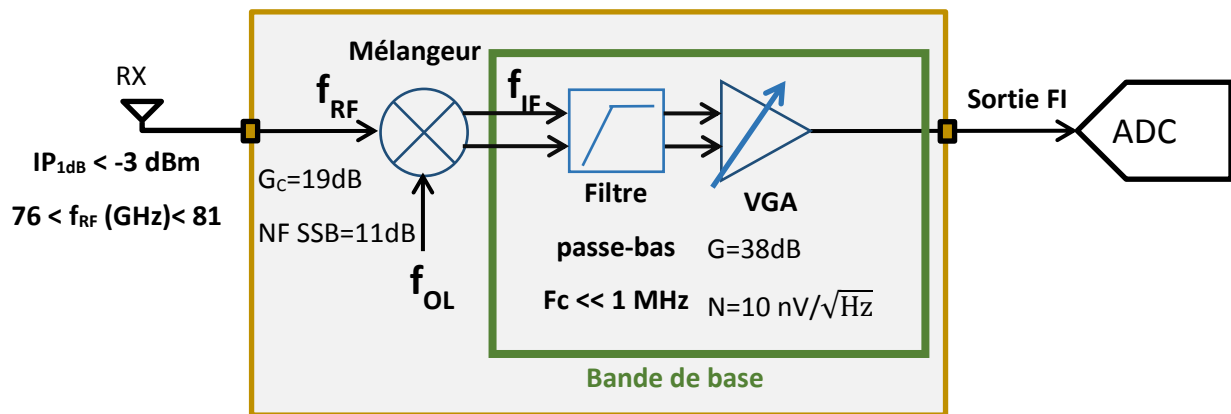 Mélangeur
RX
f_RF
f_IF
Sortie FI
ADC
IP_1dB < -3 dBm
G_C=19dB
Filtre
VGA
76 < f_RF (GHz)< 81
NF SSB=11dB
passe-bas
G=38dB
f_OL
Fc << 1 MHz
N=10 nV/√Hz
Bande de base